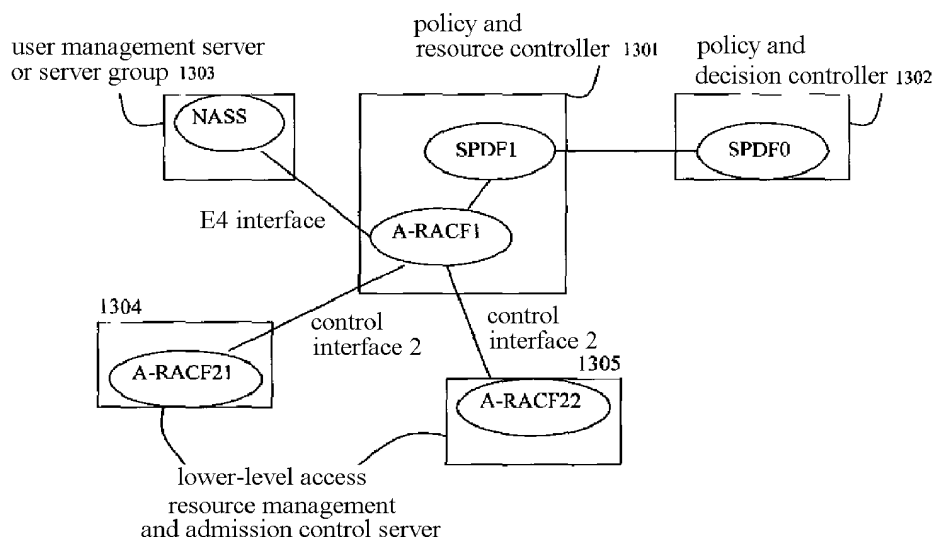 policy and
resource controller 1301
user management server
or server group 1303
policy and
decision controller 1302
NASS
SPDF1
SPDF0
E4 interface
A-RACF1
1304
control
interface 2
control
interface 2
1305
A-RACF21
A-RACF22
lower-level access
resource management
and admission control server